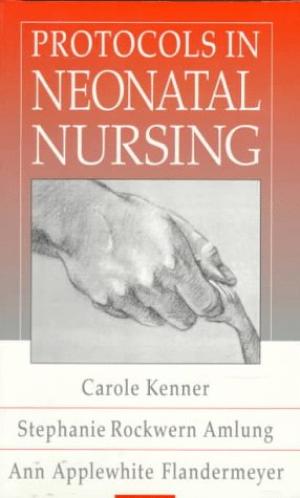 PROTOCOLS IN
NEONATAL
NURSING
Carole Kenner
Stephanie Rockwern Amlung
Ann Applewhite Flandermeyer